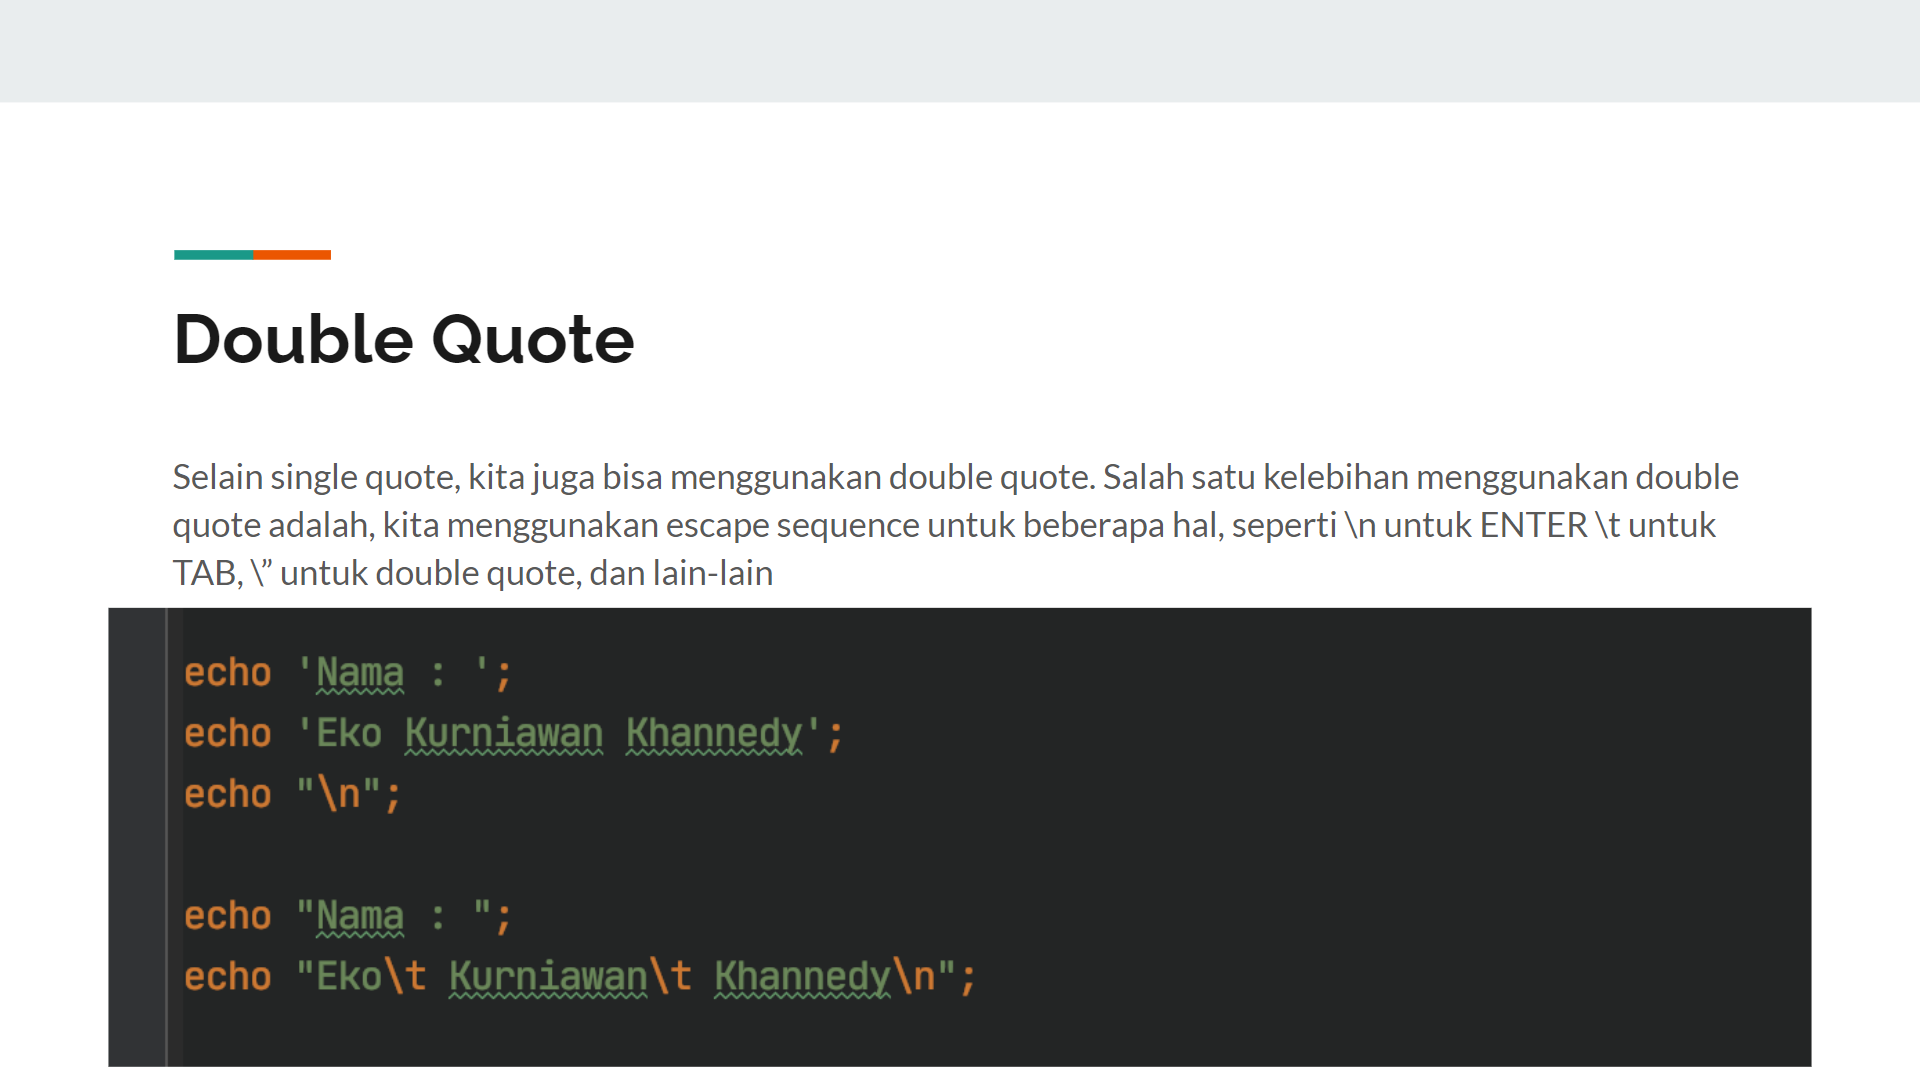 Double Quote
Selain single quote, kita juga bisa menggunakan double quote. Salah satu kelebihan menggunakan double
quote adalah, kita menggunakan escape sequence untuk beberapa hal, seperti \n untuk ENTER \t untuk
TAB, \” untuk double quote, dan lain-lain
echo 'Nama : ';
echo 'Eko Kurniawan Khannedy';
echo "\n";
echo "Nama : ";
echo "Eko\t Kurniawan\t Khannedy\n";